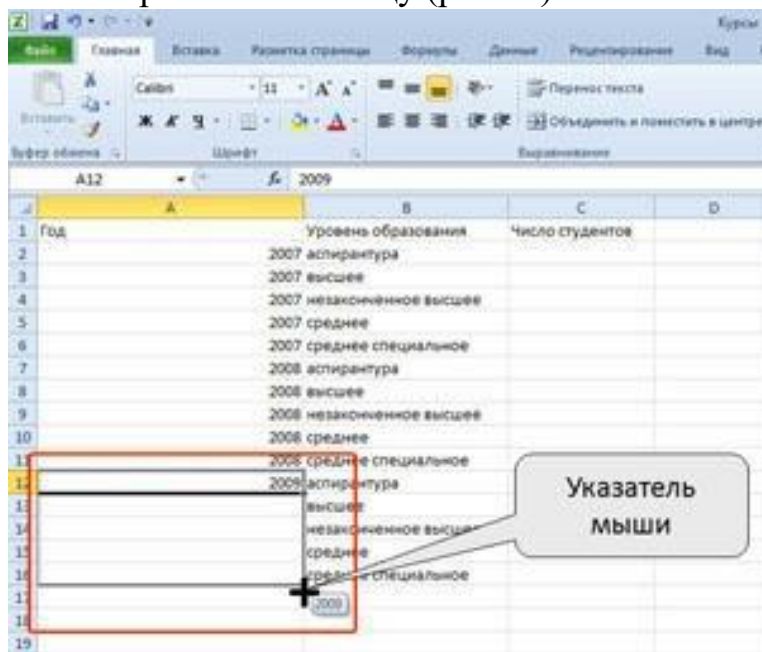 Курсы
Файл Главная Вставка Разметка страницы Формулы Данные Рецензирование Вид
Вставить
Calibri 11 A A Перенос текста
Ж К Ч Объединить и поместить в центре
Буфер обмена Шрифт Выравнивание
A12 fx 2009
A B C D
1 Год Уровень образования Число студентов
2 2007 аспирантура
3 2007 высшее
4 2007 незаконченное высшее
5 2007 среднее
6 2007 среднее специальное
7 2008 аспирантура
8 2008 высшее
9 2008 незаконченное высшее
10 2008 среднее
11 2008 среднее специальное
12 2009 аспирантура
13 высшее
14 незаконченное высшее
15 среднее
16 среднее специальное
17 2009
18
19
Указатель
мыши